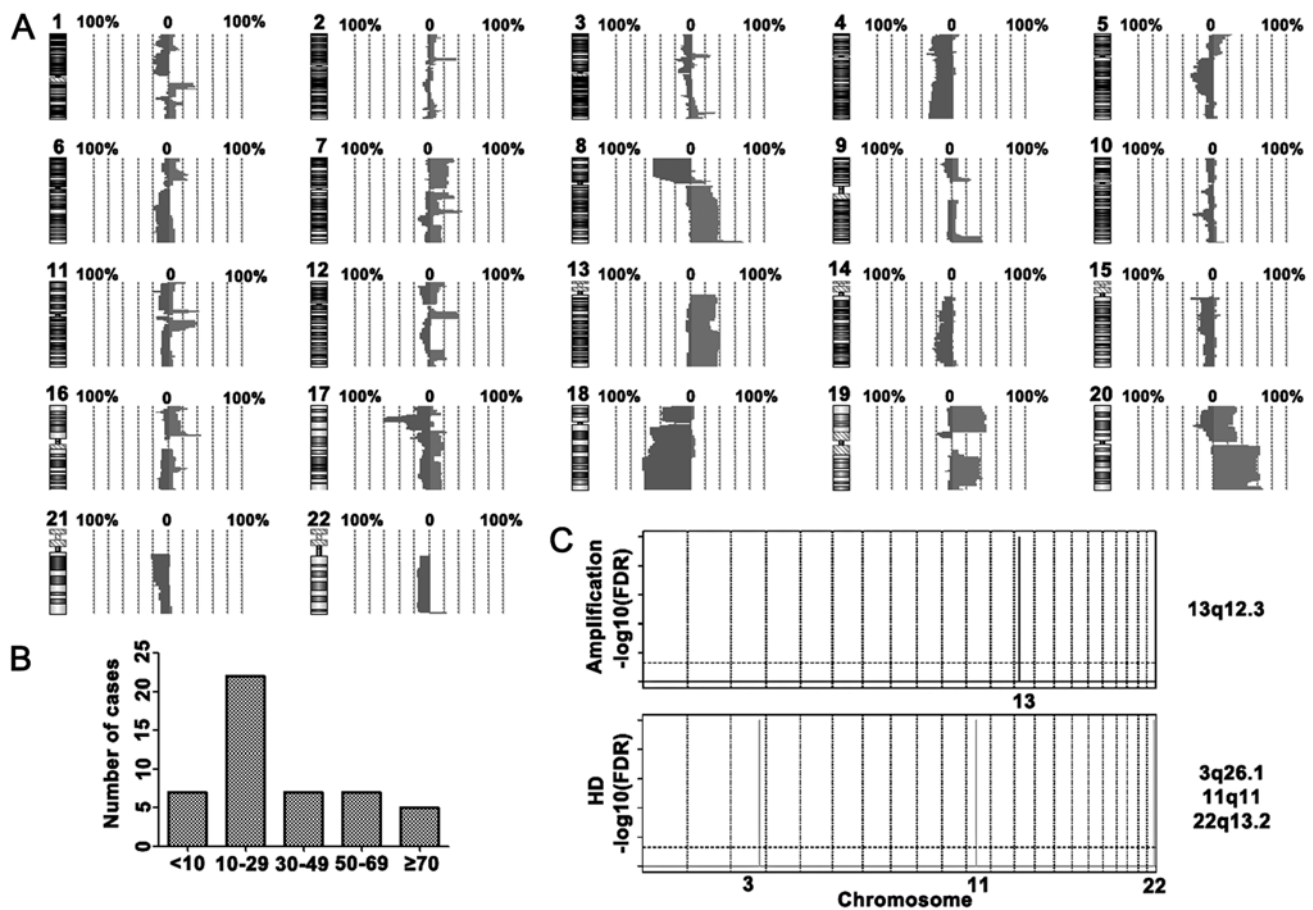 A
1 100% 0 100%
2 100% 0 100%
3 100% 0 100%
4 100% 0 100%
5 100% 0 100%
6 100% 0 100%
7 100% 0 100%
8 100% 0 100%
9 100% 0 100%
10 100% 0 100%
11 100% 0 100%
12 100% 0 100%
13 100% 0 100%
14 100% 0 100%
15 100% 0 100%
16 100% 0 100%
17 100% 0 100%
18 100% 0 100%
19 100% 0 100%
20 100% 0 100%
21 100% 0 100%
22 100% 0 100%
B
Number of cases
25
20
15
10
5
0
<10 10-29 30-49 50-69 ≥70
C
Amplification
-log10(FDR)
13q12.3
13
HD
-log10(FDR)
3q26.1
11q11
22q13.2
3 11 22
Chromosome